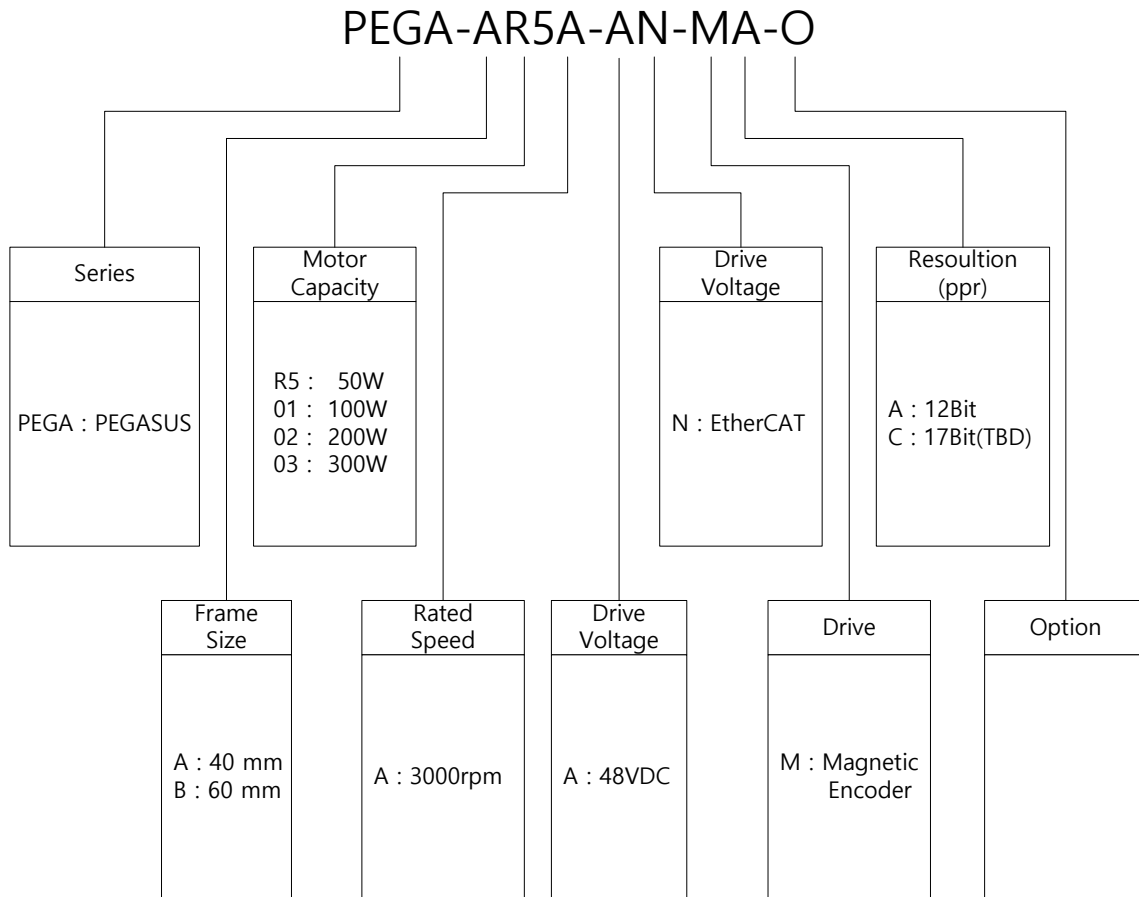 PEGA-AR5A-AN-MA-O
Series
PEGA : PEGASUS
Motor
Capacity
R5 : 50W
01 : 100W
02 : 200W
03 : 300W
Drive
Voltage
N : EtherCAT
Resoultion
(ppr)
A : 12Bit
C : 17Bit(TBD)
Frame
Size
A : 40 mm
B : 60 mm
Rated
Speed
A : 3000rpm
Drive
Voltage
A : 48VDC
Drive
M : Magnetic
Encoder
Option